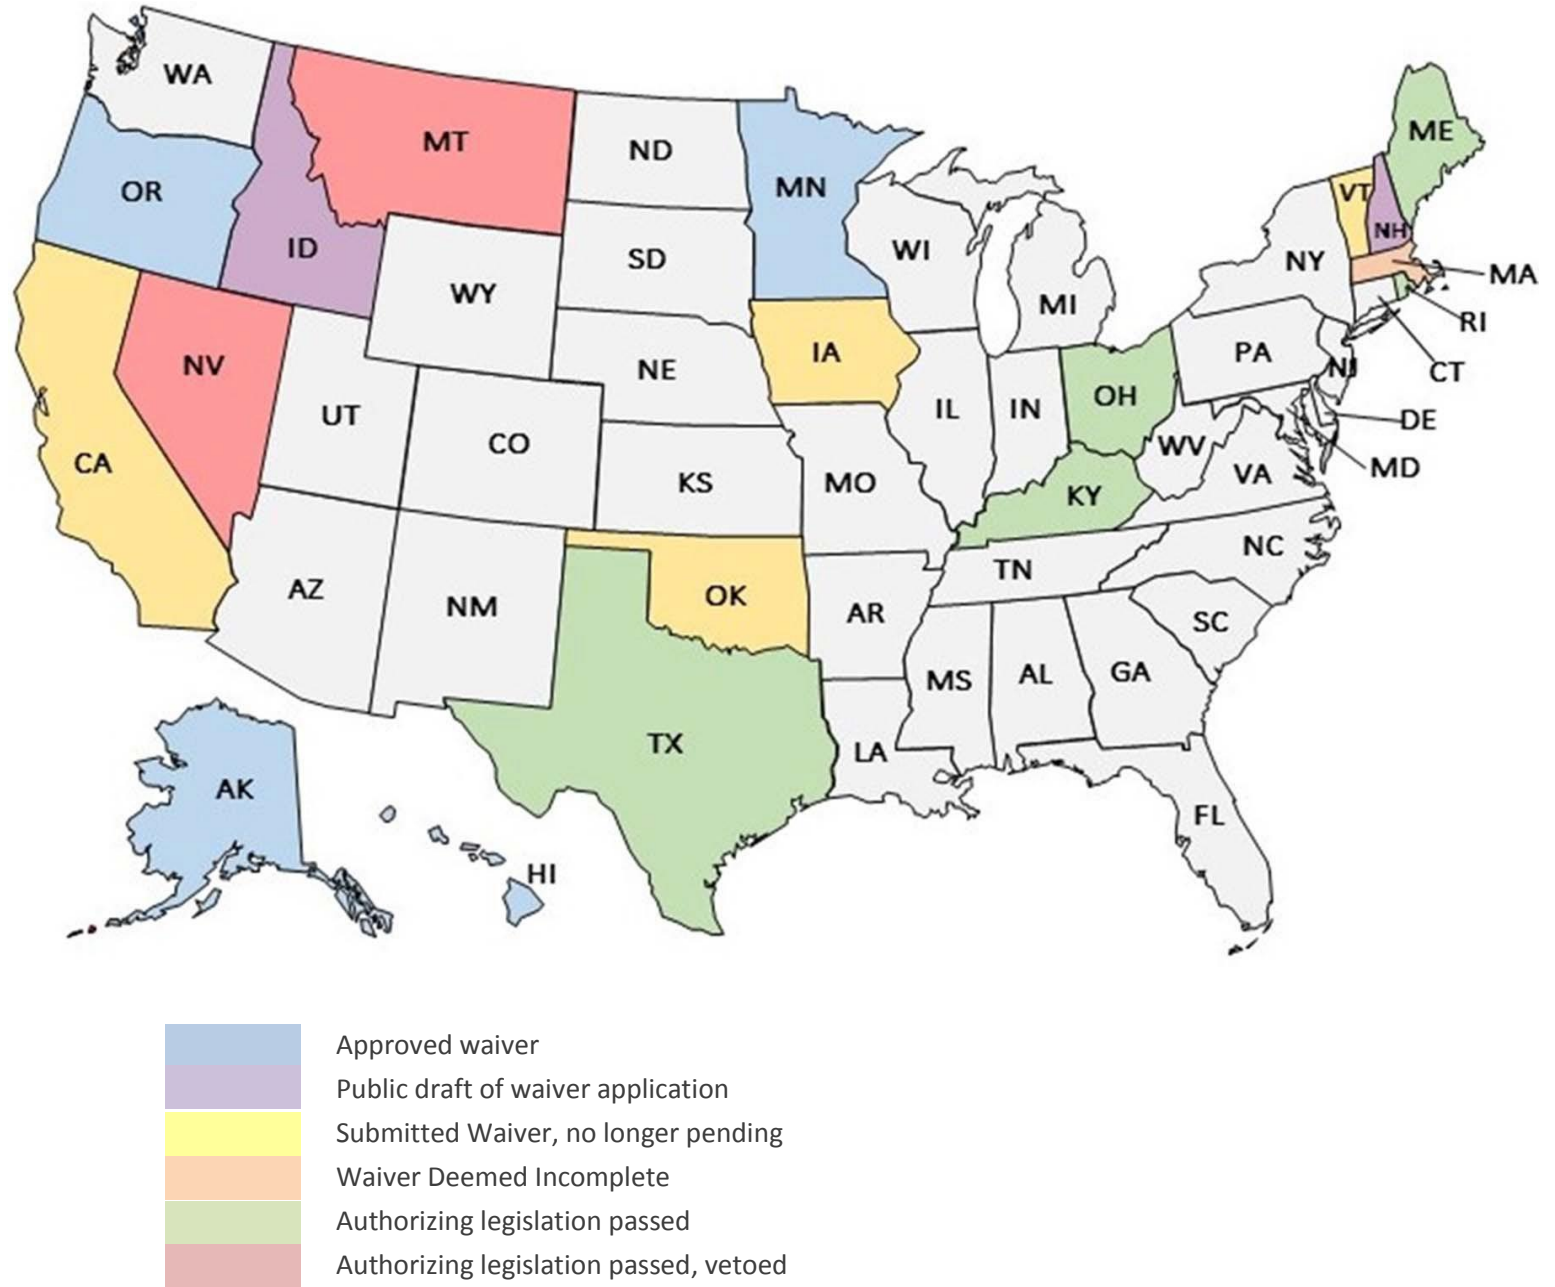 WA
MT
ND
MN
OR
ID
WY
SD
WI
MI
NY
VT
NH
ME
MA
RI
CT
NV
UT
CO
NE
IA
IL
IN
OH
PA
NJ
DE
MD
WV
VA
CA
KS
MO
KY
AZ
NM
OK
AR
TN
NC
SC
MS
AL
GA
TX
LA
FL
AK
HI
Approved waiver
Public draft of waiver application
Submitted Waiver, no longer pending
Waiver Deemed Incomplete
Authorizing legislation passed
Authorizing legislation passed, vetoed